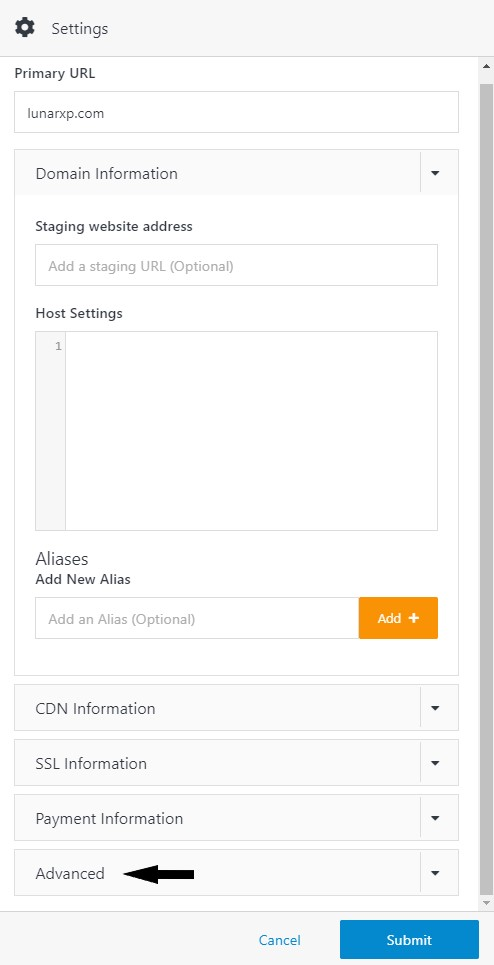 Settings
Primary URL
lunarxp.com
Domain Information
Staging website address
Add a staging URL (Optional)
Host Settings
1
Aliases
Add New Alias
Add an Alias (Optional)
Add +
CDN Information
SSL Information
Payment Information
Advanced
Cancel
Submit